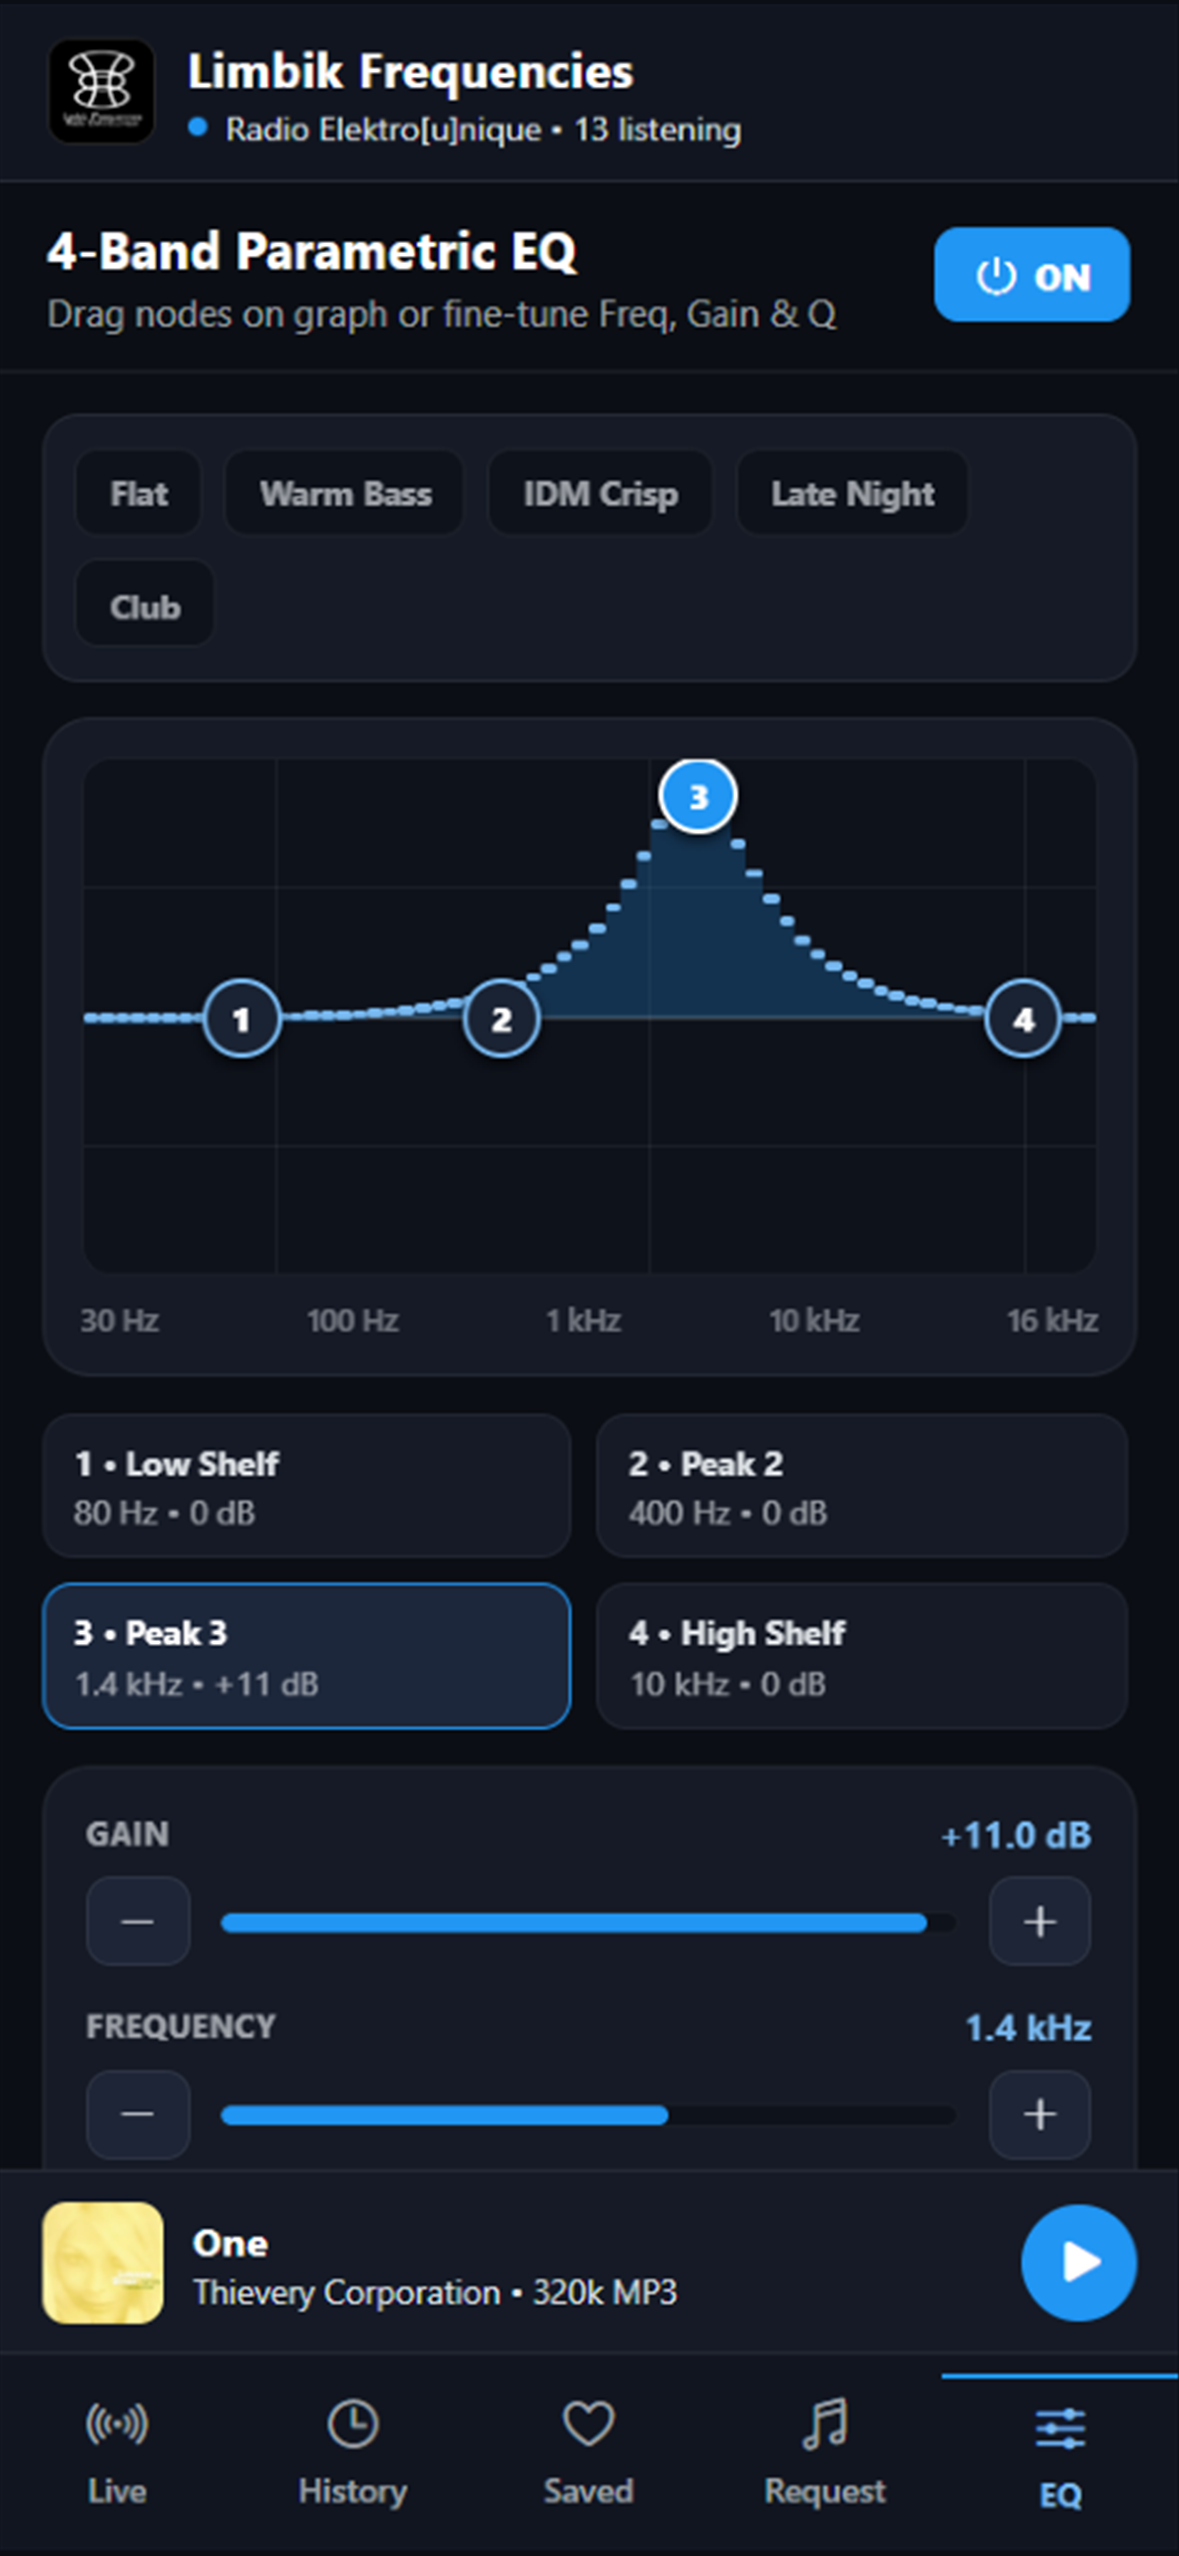 Limbik Frequencies
Radio Elektro[u]nique • 13 listening
4-Band Parametric EQ
Drag nodes on graph or fine-tune Freq, Gain & Q
ON
Flat
Warm Bass
IDM Crisp
Late Night
Club
3
1
2
4
30 Hz
100 Hz
1 kHz
10 kHz
16 kHz
1 • Low Shelf
80 Hz • 0 dB
2 • Peak 2
400 Hz • 0 dB
3 • Peak 3
1.4 kHz • +11 dB
4 • High Shelf
10 kHz • 0 dB
GAIN
+11.0 dB
FREQUENCY
1.4 kHz
One
Thievery Corporation • 320k MP3
Live
History
Saved
Request
EQ